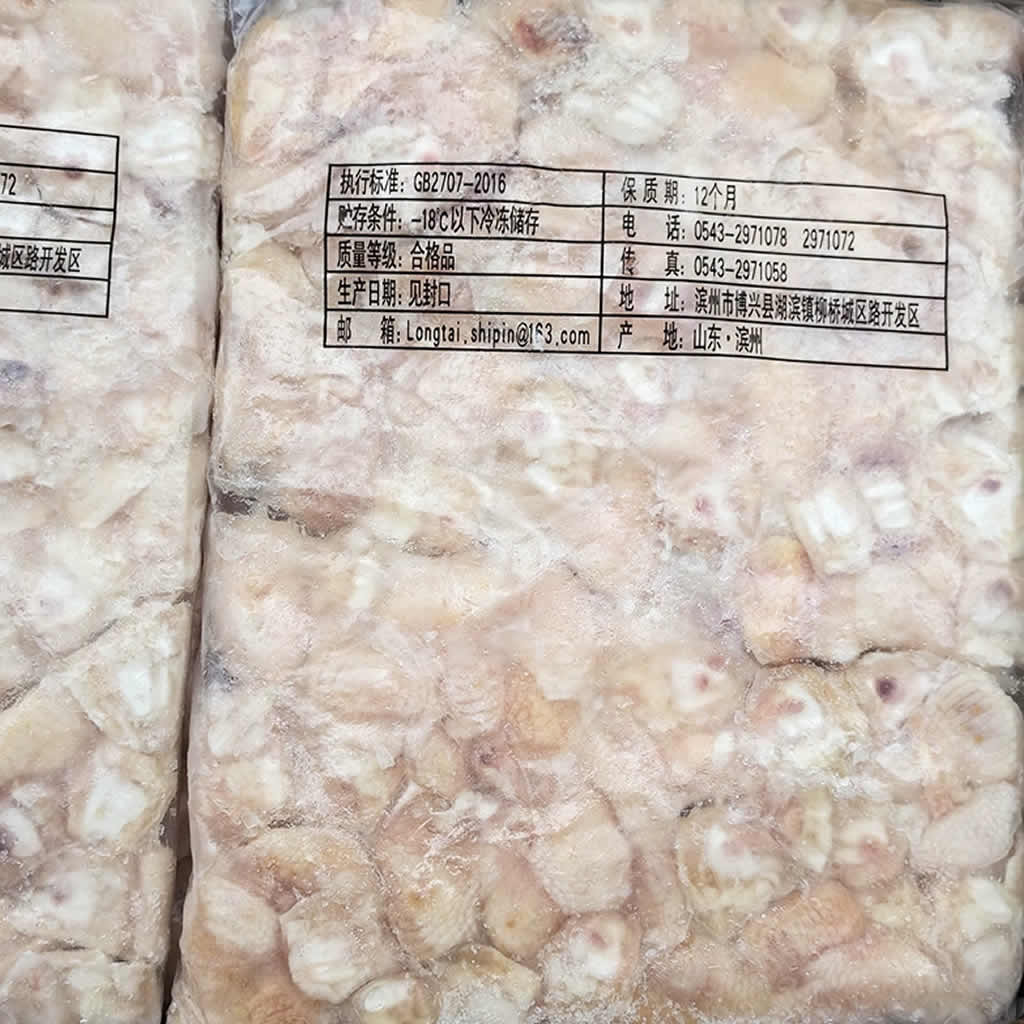 72
城区路开发区
执行标准: GB2707-2016
保质期: 12个月
贮存条件: -18℃以下冷冻储存
电 话: 0543-2971078 2971072
质量等级: 合格品
传 真: 0543-2971058
生产日期: 见封口
地 址: 滨州市博兴县湖滨镇柳桥城区路开发区
邮 箱: Longtai.shipin@163.com
产 地: 山东·滨州